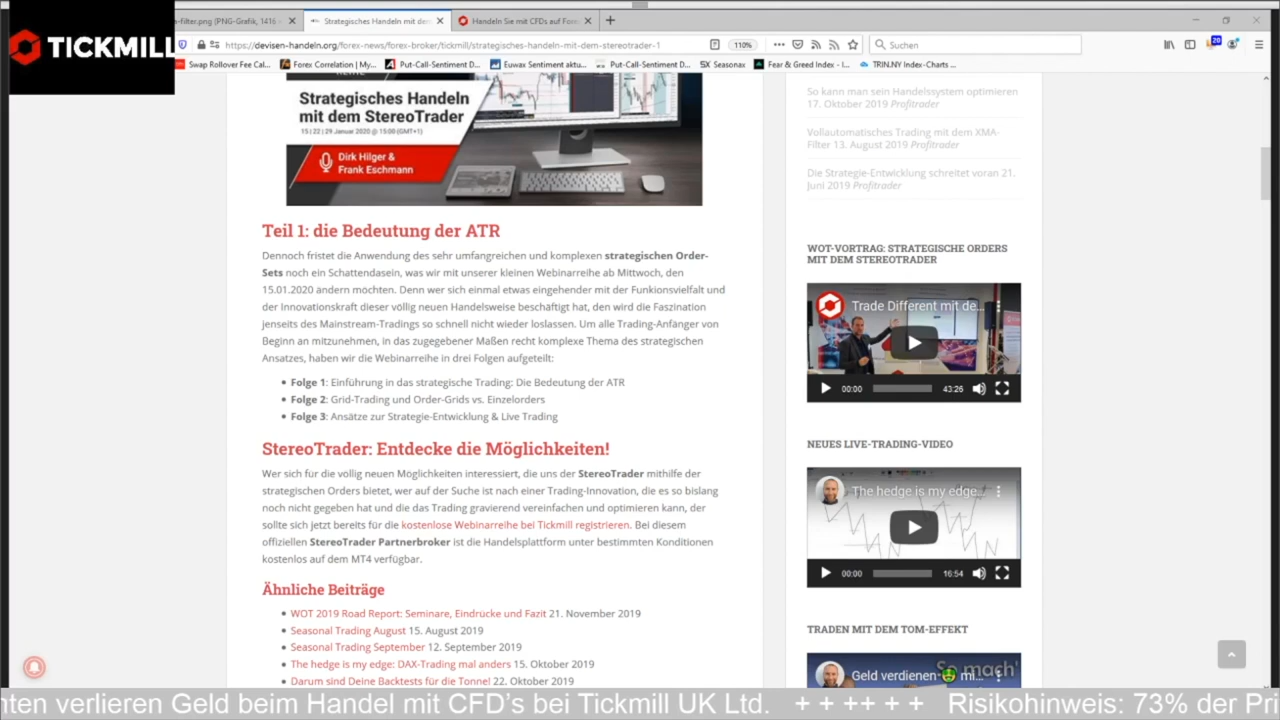 -filter.png (PNG-Grafik, 1416
Strategisches Handeln mit den
Handeln Sie mit CFDs auf Fore
TICKMILL
https://devisen-handeln.org/forex-news/forex-broker/tickmill/strategisches-handeln-mit-dem-stereotrader-1
110%
Suchen
20
Swap Rollover Fee Cal...
Forex Correlation | My...
Put-Call-Sentiment D...
Euwax Sentiment aktu...
Put-Call-Sentiment D...
SX Seasonax
Fear & Greed Index - I...
TRIN.NY Index-Charts ...
Strategisches Handeln
mit dem StereoTrader
15 | 22 | 29 Januar 2020 @ 15:00 (GMT+1)
Dirk Hilger &
Frank Eschmann
Teil 1: die Bedeutung der ATR
Dennoch fristet die Anwendung des sehr umfangreichen und komplexen strategischen Order-
Sets noch ein Schattendasein, was wir mit unserer kleinen Webinarreihe ab Mittwoch, den
15.01.2020 ändern möchten. Denn wer sich einmal etwas eingehender mit der Funkionsvielfalt und
der Innovationskraft dieser völlig neuen Handelsweise beschäftigt hat, den wird die Faszination
jenseits des Mainstream-Tradings so schnell nicht wieder loslassen. Um alle Trading-Anfänger von
Beginn an mitzunehmen, in das zugegebener Maßen recht komplexe Thema des strategischen
Ansatzes, haben wir die Webinarreihe in drei Folgen aufgeteilt:
• Folge 1: Einführung in das strategische Trading: Die Bedeutung der ATR
• Folge 2: Grid-Trading und Order-Grids vs. Einzelorders
• Folge 3: Ansätze zur Strategie-Entwicklung & Live Trading
StereoTrader: Entdecke die Möglichkeiten!
Wer sich für die völlig neuen Möglichkeiten interessiert, die uns der StereoTrader mithilfe der
strategischen Orders bietet, wer auf der Suche ist nach einer Trading-Innovation, die es so bislang
noch nicht gegeben hat und die das Trading gravierend vereinfachen und optimieren kann, der
sollte sich jetzt bereits für die kostenlose Webinarreihe bei Tickmill registrieren. Bei diesem
offiziellen StereoTrader Partnerbroker ist die Handelsplattform unter bestimmten Konditionen
kostenlos auf dem MT4 verfügbar.
Ähnliche Beiträge
• WOT 2019 Road Report: Seminare, Eindrücke und Fazit 21. November 2019
• Seasonal Trading August 15. August 2019
• Seasonal Trading September 12. September 2019
• The hedge is my edge: DAX-Trading mal anders 15. Oktober 2019
• Darum sind Deine Backtests für die Tonne! 22. Oktober 2019
So kann man sein Handelssystem optimieren
17. Oktober 2019 Profitrader
Vollautomatisches Trading mit dem XMA-
Filter 13. August 2019 Profitrader
Die Strategie-Entwicklung schreitet voran 21.
Juni 2019 Profitrader
WOT-VORTRAG: STRATEGISCHE ORDERS
MIT DEM STEREOTRADER
Trade Different mit de...
00:00
43:26
NEUES LIVE-TRADING-VIDEO
The hedge is my edge...
00:00
16:54
TRADEN MIT DEM TOM-EFFEKT
Geld verdienen mi...
So mach'
nten verlieren Geld beim Handel mit CFD's bei Tickmill UK Ltd. + + ++ + + Risikohinweis: 73% der Pri